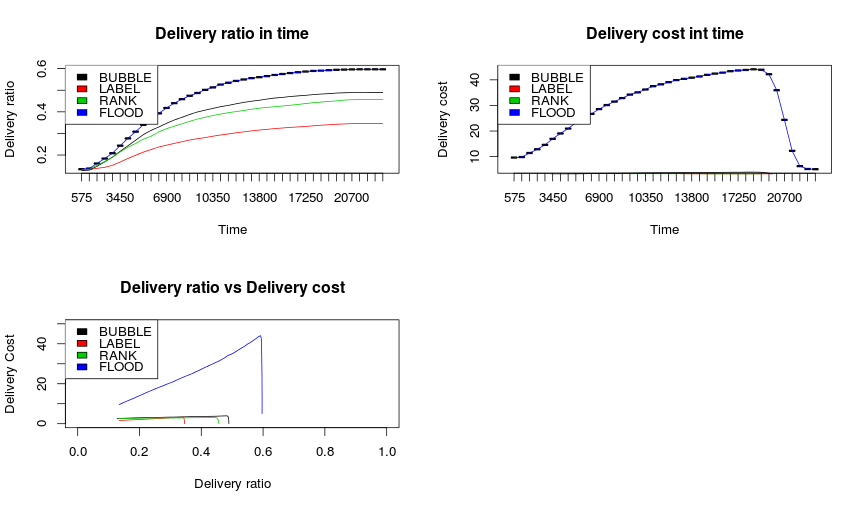 Delivery ratio in time
Delivery ratio
0.2 0.4 0.6
BUBBLE
LABEL
RANK
FLOOD
575 3450 6900 10350 13800 17250 20700
Time
Delivery cost int time
Delivery cost
10 20 30 40
BUBBLE
LABEL
RANK
FLOOD
575 3450 6900 10350 13800 17250 20700
Time
Delivery ratio vs Delivery cost
Delivery Cost
0 20 40
BUBBLE
LABEL
RANK
FLOOD
0.0 0.2 0.4 0.6 0.8 1.0
Delivery ratio